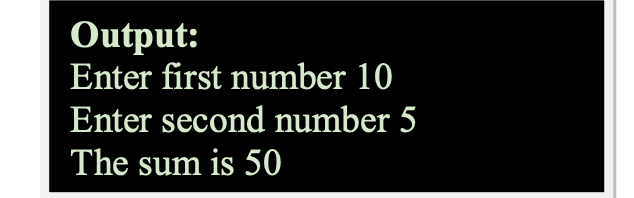 Output:
Enter first number 10
Enter second number 5
The sum is 50